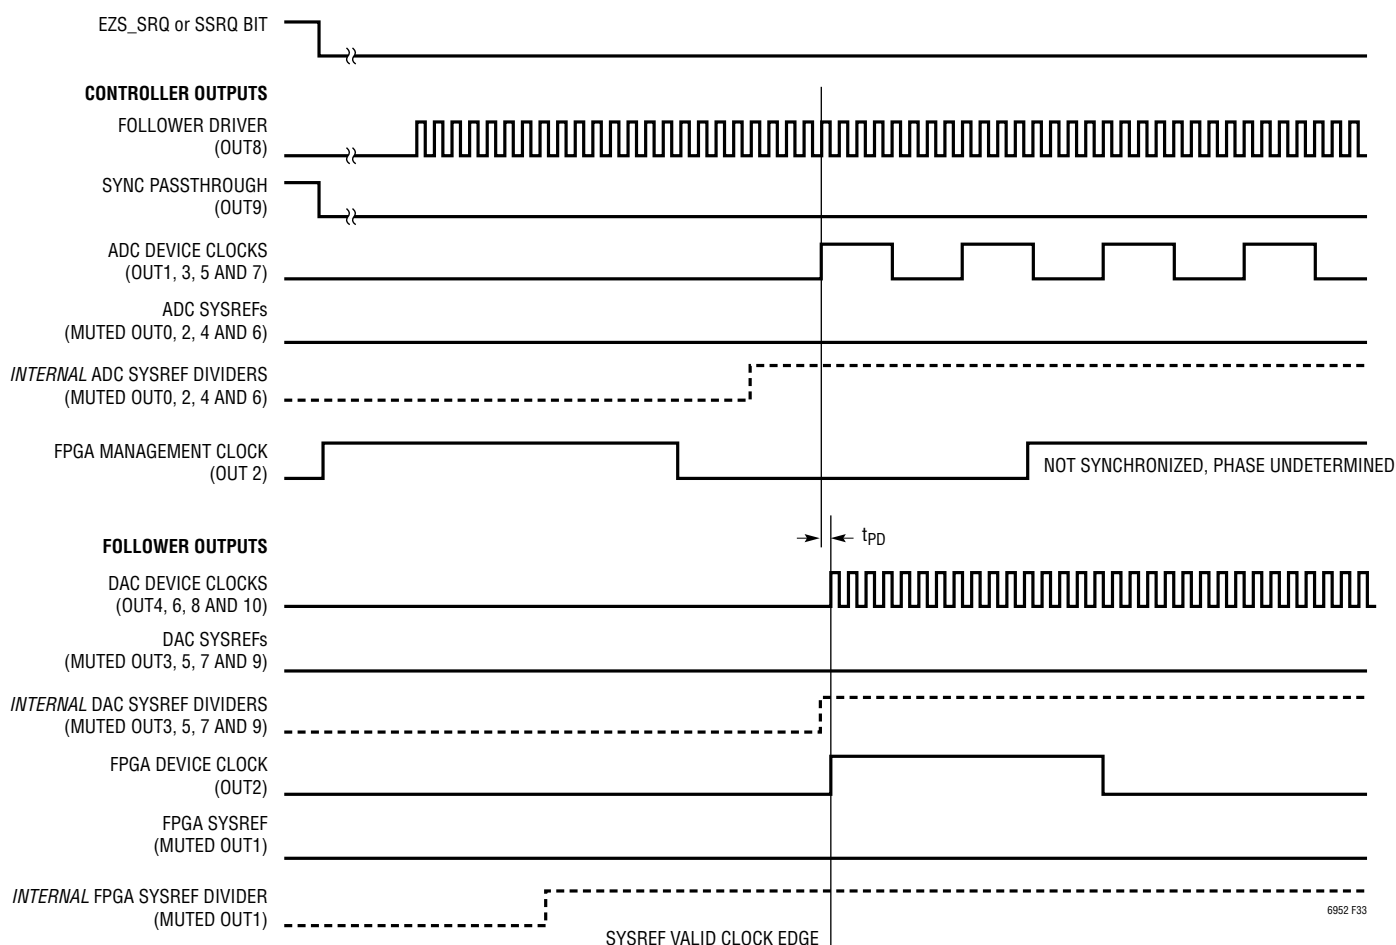 EZS_SRQ or SSRQ BIT
CONTROLLER OUTPUTS
FOLLOWER DRIVER
(OUT8)
SYNC PASSTHROUGH
(OUT9)
ADC DEVICE CLOCKS
(OUT1, 3, 5 AND 7)
ADC SYSREFs
(MUTED OUT0, 2, 4 AND 6)
INTERNAL ADC SYSREF DIVIDERS
(MUTED OUT0, 2, 4 AND 6)
FPGA MANAGEMENT CLOCK
(OUT 2)
NOT SYNCHRONIZED, PHASE UNDETERMINED
FOLLOWER OUTPUTS
tPD
DAC DEVICE CLOCKS
(OUT4, 6, 8 AND 10)
DAC SYSREFs
(MUTED OUT3, 5, 7 AND 9)
INTERNAL DAC SYSREF DIVIDERS
(MUTED OUT3, 5, 7 AND 9)
FPGA DEVICE CLOCK
(OUT2)
FPGA SYSREF
(MUTED OUT1)
INTERNAL FPGA SYSREF DIVIDER
(MUTED OUT1)
6952 F33
SYSREF VALID CLOCK EDGE